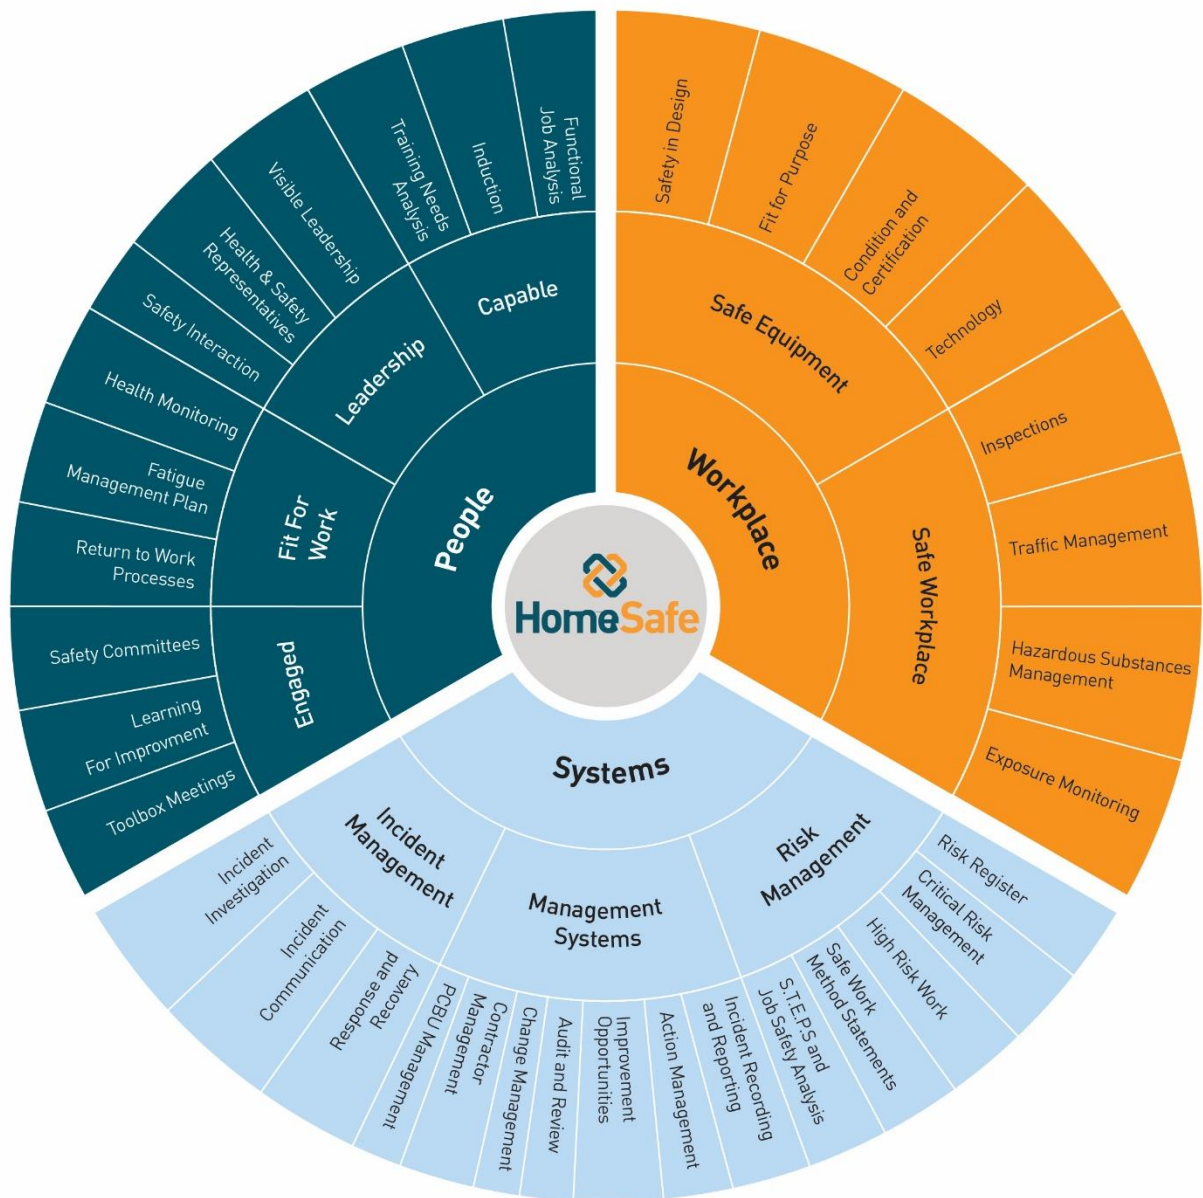 HomeSafe
People
Capable
Functional
Job Analysis
Induction
Training Needs
Analysis
Leadership
Visible Leadership
Health & Safety
Representatives
Safety Interaction
Fit For
Work
Health Monitoring
Fatigue
Management Plan
Return to Work
Processes
Engaged
Safety Committees
Learning
For Improvment
Toolbox Meetings
Workplace
Safe Equipment
Safety in Design
Fit for Purpose
Condition and
Certification
Technology
Safe Workplace
Inspections
Traffic Management
Hazardous Substances
Management
Exposure Monitoring
Systems
Risk
Management
Risk Register
Critical Risk
Management
High Risk Work
Safe Work
Method Statements
S.T.E.P.S and
Job Safety Analysis
Management
Systems
Incident Recording
and Reporting
Action Management
Improvement
Opportunities
Audit and Review
Change Management
Contractor
Management
PCBU Management
Incident
Management
Response and
Recovery
Incident
Communication
Incident
Investigation